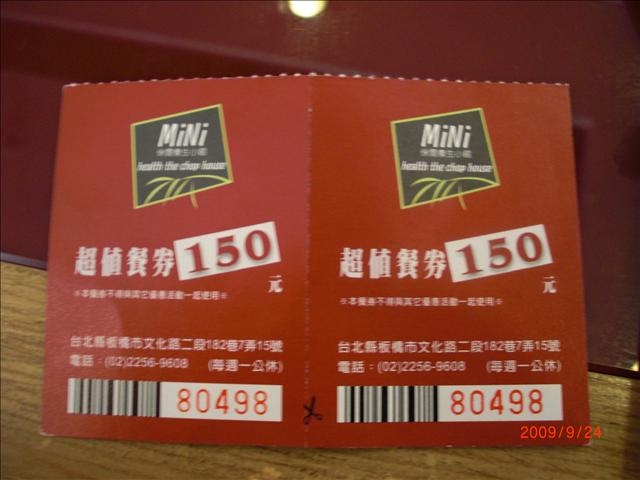 MiNi
health the chop house
超值餐券150元
※本餐券不得與其它優惠活動一起使用※
台北縣板橋市文化路二段182巷7弄15號
電話：(02)2256-9608 (每週一公休)
80498
MiNi
health the chop house
超值餐券150元
※本餐券不得與其它優惠活動一起使用※
台北縣板橋市文化路二段182巷7弄15號
電話：(02)2256-9608 (每週一公休)
80498
2009/9/24